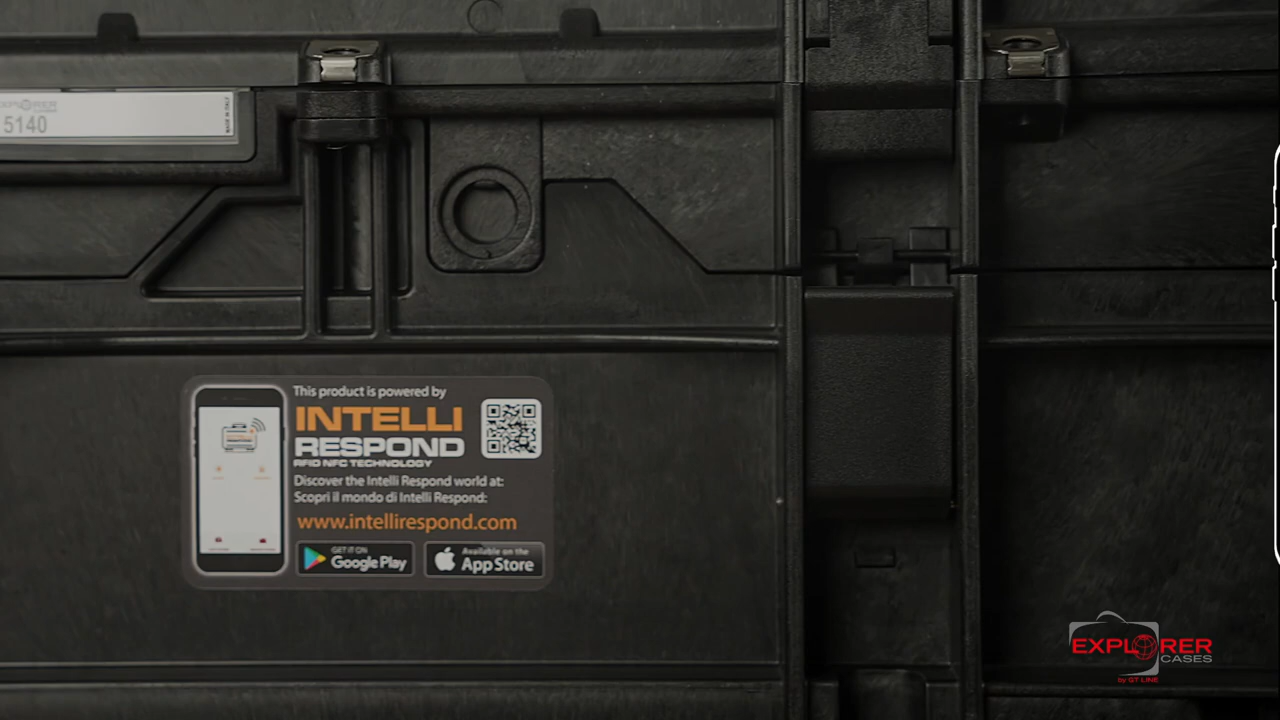 5140
MADE IN ITALY
This product is powered by
INTELLI
RESPOND
RFID NFC TECHNOLOGY
Discover the Intelli Respond world at:
Scopri il mondo di Intelli Respond:
www.intellirespond.com
GET IT ON
Google Play
Available on the
App Store
EXPLORER
CASES
by GT LINE